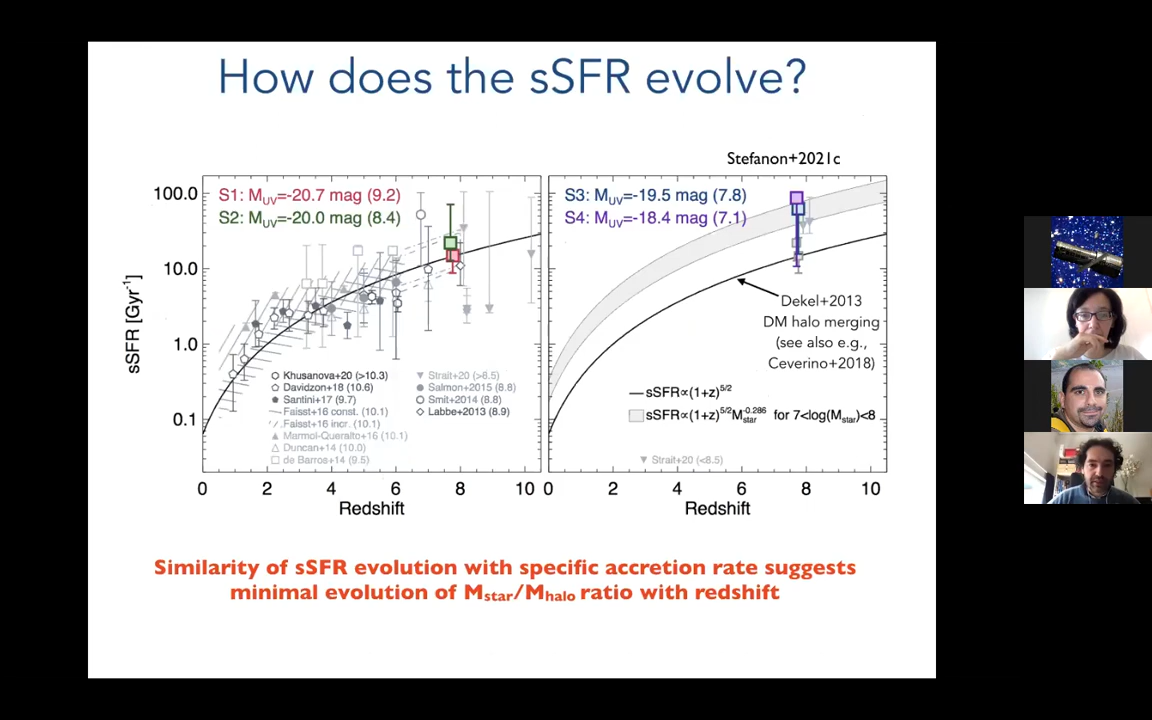 How does the sSFR evolve?
Stefanon+2021c
sSFR [Gyr⁻¹]
100.0
10.0
1.0
0.1
S1: M_UV=-20.7 mag (9.2)
S2: M_UV=-20.0 mag (8.4)
Khusanova+20 (>10.3)
Davidzon+18 (10.6)
Santini+17 (9.7)
Faisst+16 const. (10.1)
Faisst+16 incr. (10.1)
Marmol-Queralto+16 (10.1)
Duncan+14 (10.0)
de Barros+14 (9.5)
Strait+20 (>8.5)
Salmon+2015 (8.8)
Smit+2014 (8.8)
Labbe+2013 (8.9)
0 2 4 6 8 10
Redshift
S3: M_UV=-19.5 mag (7.8)
S4: M_UV=-18.4 mag (7.1)
Dekel+2013
DM halo merging
(see also e.g.,
Ceverino+2018)
sSFR∝(1+z)^5/2
sSFR∝(1+z)^5/2 M_star^-0.286 for 7<log(M_star)<8
Strait+20 (<8.5)
0 2 4 6 8 10
Redshift
Similarity of sSFR evolution with specific accretion rate suggests
minimal evolution of M_star/M_halo ratio with redshift